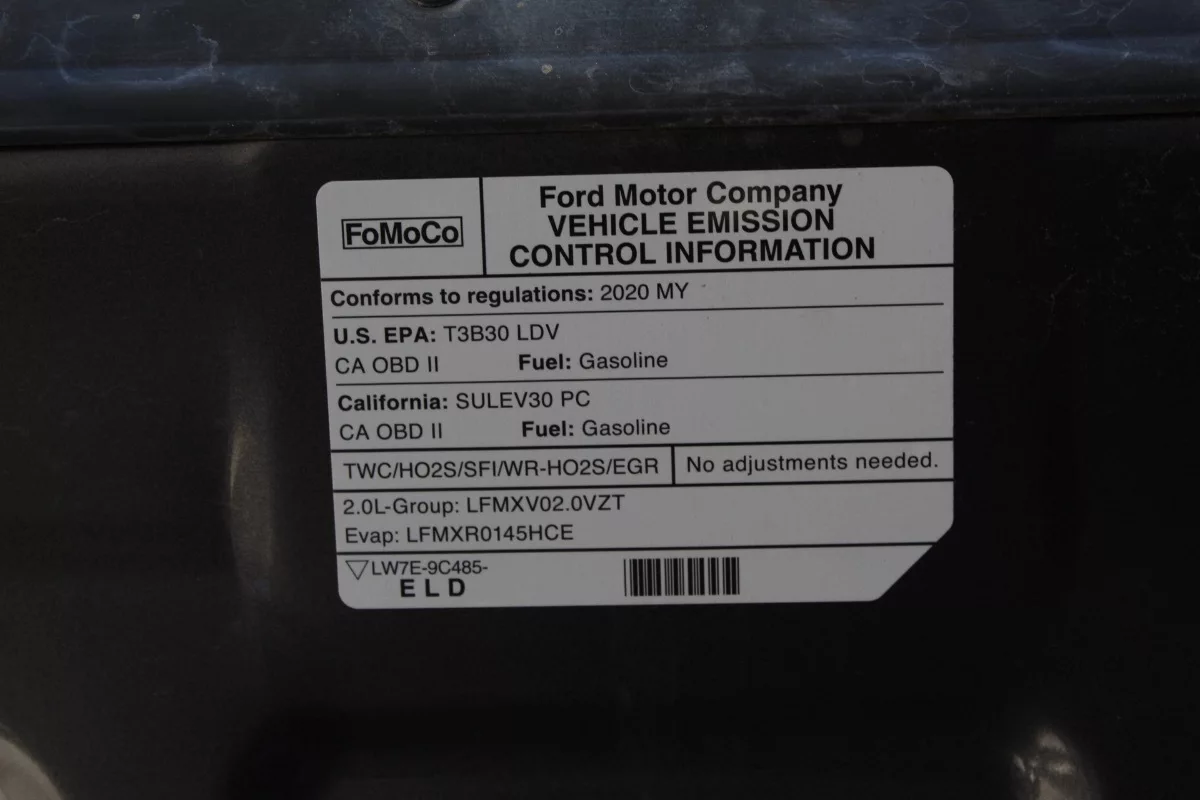 FoMoCo
Ford Motor Company
VEHICLE EMISSION
CONTROL INFORMATION
Conforms to regulations: 2020 MY
U.S. EPA: T3B30 LDV
CA OBD II Fuel: Gasoline
California: SULEV30 PC
CA OBD II Fuel: Gasoline
TWC/HO2S/SFI/WR-HO2S/EGR No adjustments needed.
2.0L-Group: LFMXV02.0VZT
Evap: LFMXR0145HCE
LW7E-9C485-
ELD